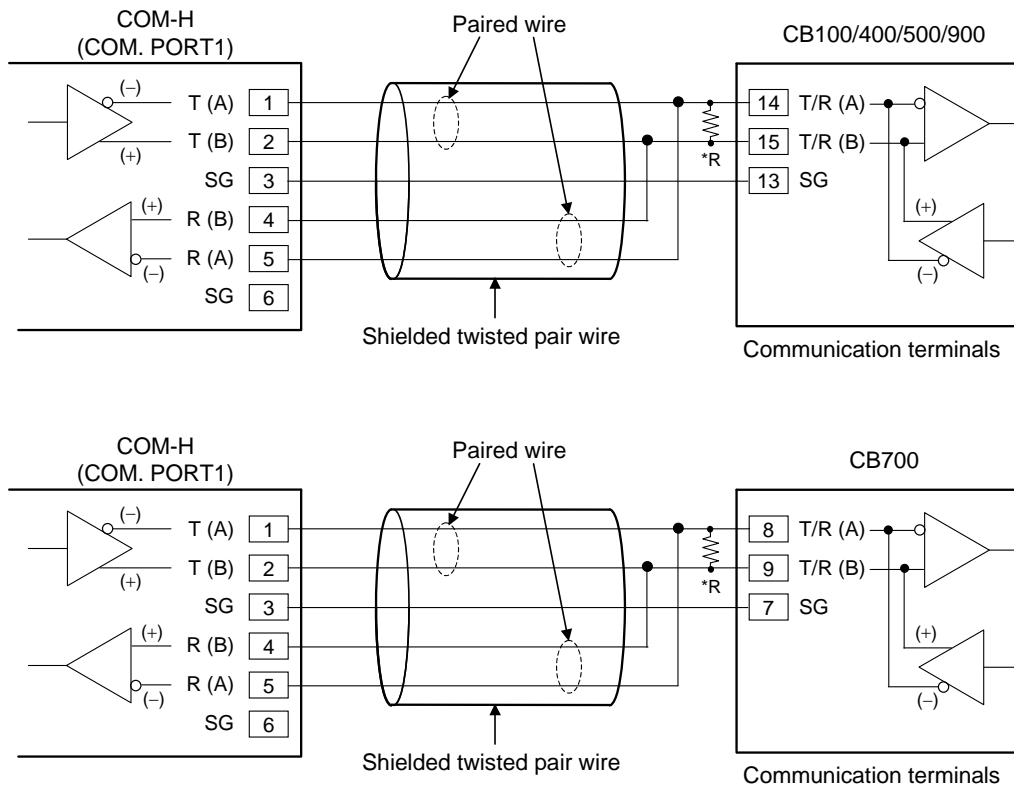 COM-H
(COM. PORT1)
Paired wire
CB100/400/500/900
(−)
T (A) 1
14 T/R (A)
T (B) 2
15 T/R (B)
(+)
*R
SG 3
13 SG
(+)
R (B) 4
(+)
R (A) 5
(−)
(−)
SG 6
Shielded twisted pair wire
Communication terminals
COM-H
(COM. PORT1)
Paired wire
CB700
(−)
T (A) 1
8 T/R (A)
T (B) 2
9 T/R (B)
(+)
*R
SG 3
7 SG
(+)
R (B) 4
(+)
R (A) 5
(−)
(−)
SG 6
Shielded twisted pair wire
Communication terminals